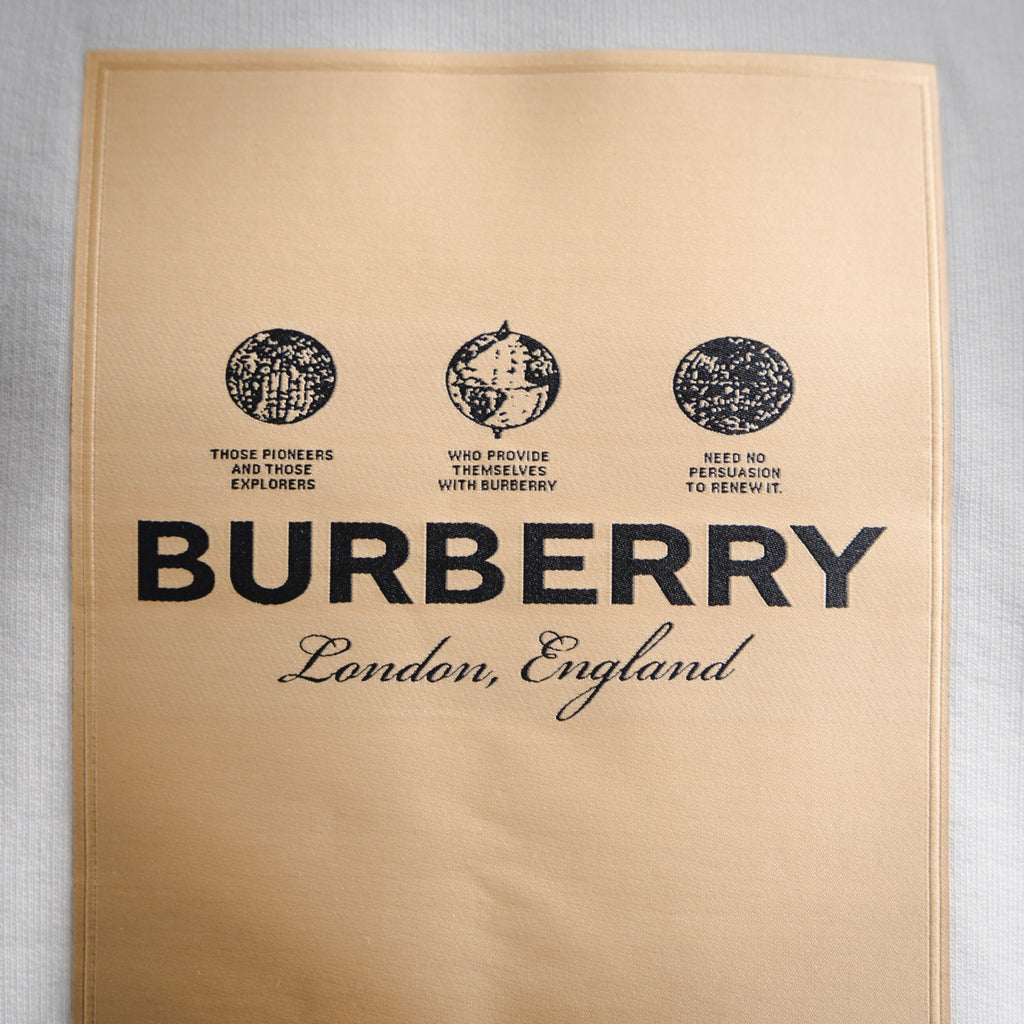 THOSE PIONEERS
AND THOSE
EXPLORERS
WHO PROVIDE
THEMSELVES
WITH BURBERRY
NEED NO
PERSUASION
TO RENEW IT.
BURBERRY
London, England